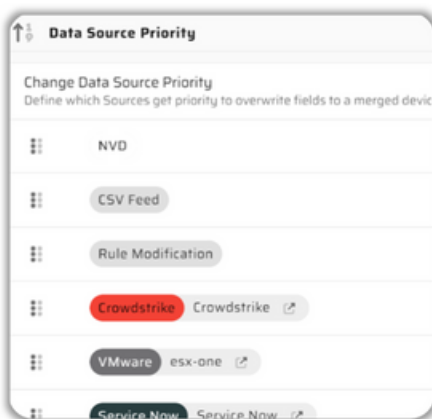 Data Source Priority
Change Data Source Priority
Define which Sources get priority to overwrite fields to a merged devic
NVD
CSV Feed
Rule Modification
Crowdstrike Crowdstrike
VMware esx-one
Service Now Service Now